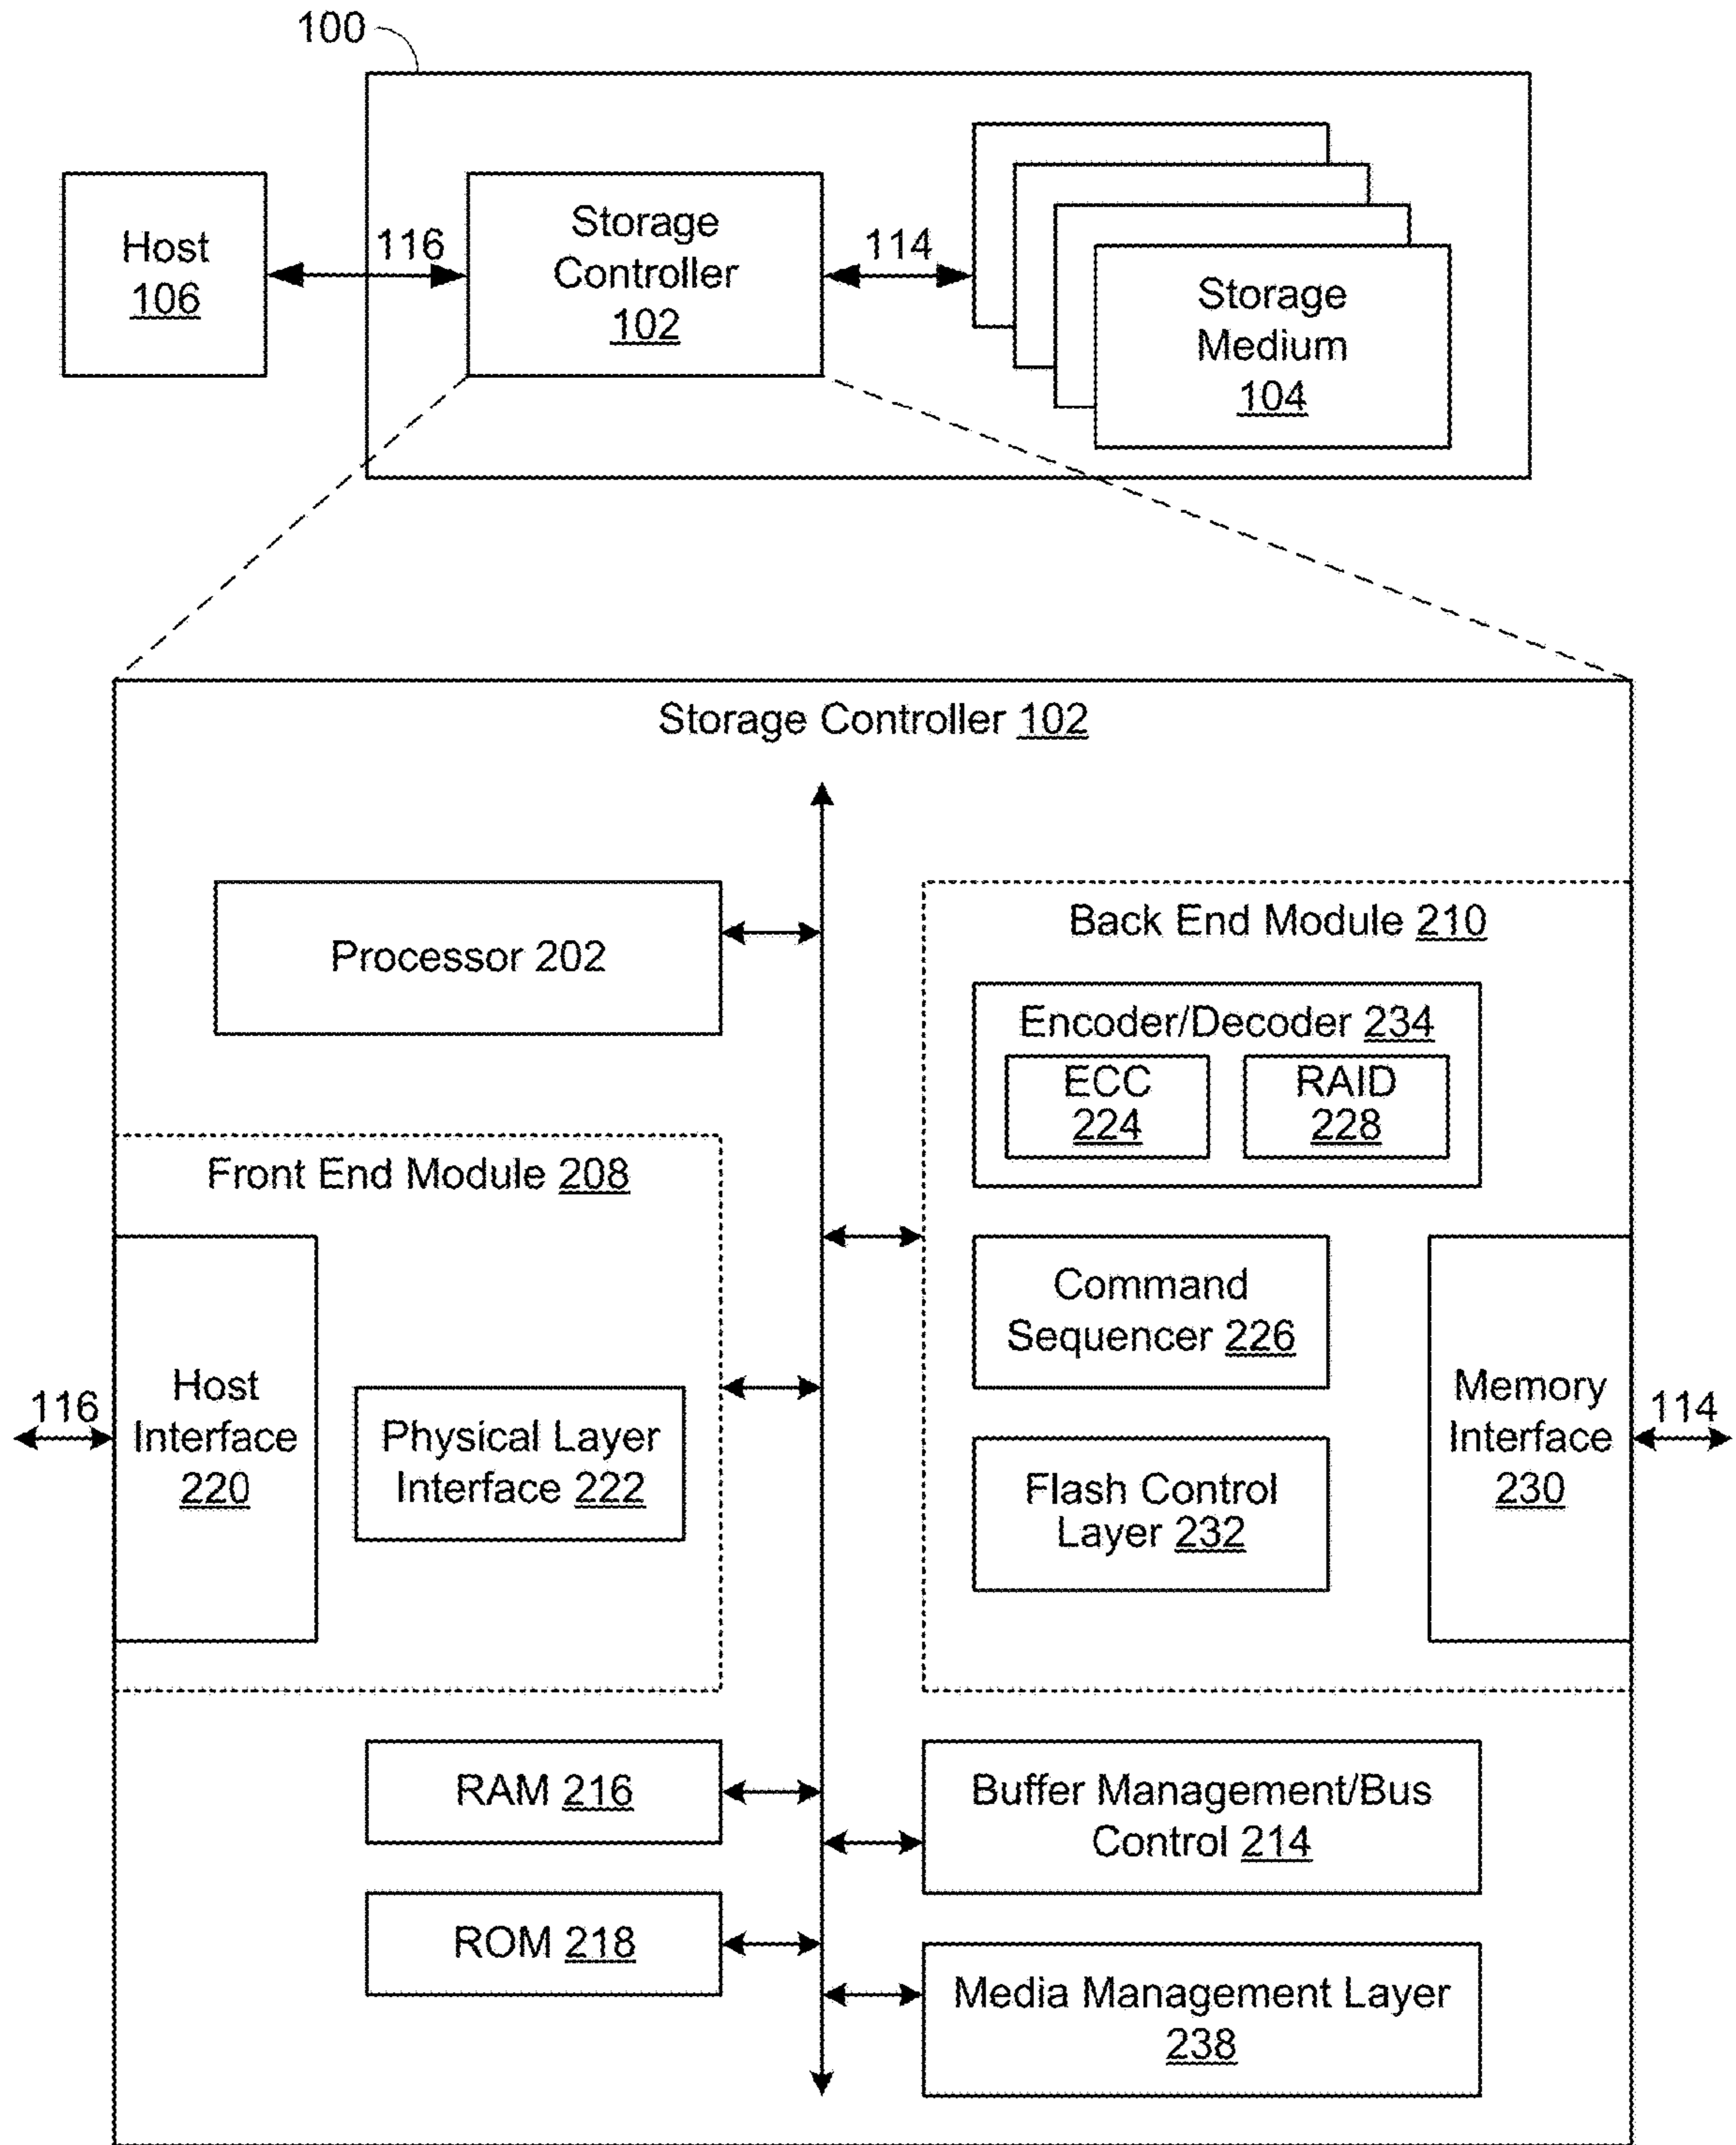 100
Host
106
116
Storage
Controller
102
114
Storage
Medium
104
Storage Controller 102
Processor 202
Back End Module 210
Encoder/Decoder 234
ECC
224
RAID
228
Front End Module 208
Command
Sequencer 226
116
Host
Interface
220
Physical Layer
Interface 222
Flash Control
Layer 232
Memory
Interface
230
114
RAM 216
Buffer Management/Bus
Control 214
ROM 218
Media Management Layer
238